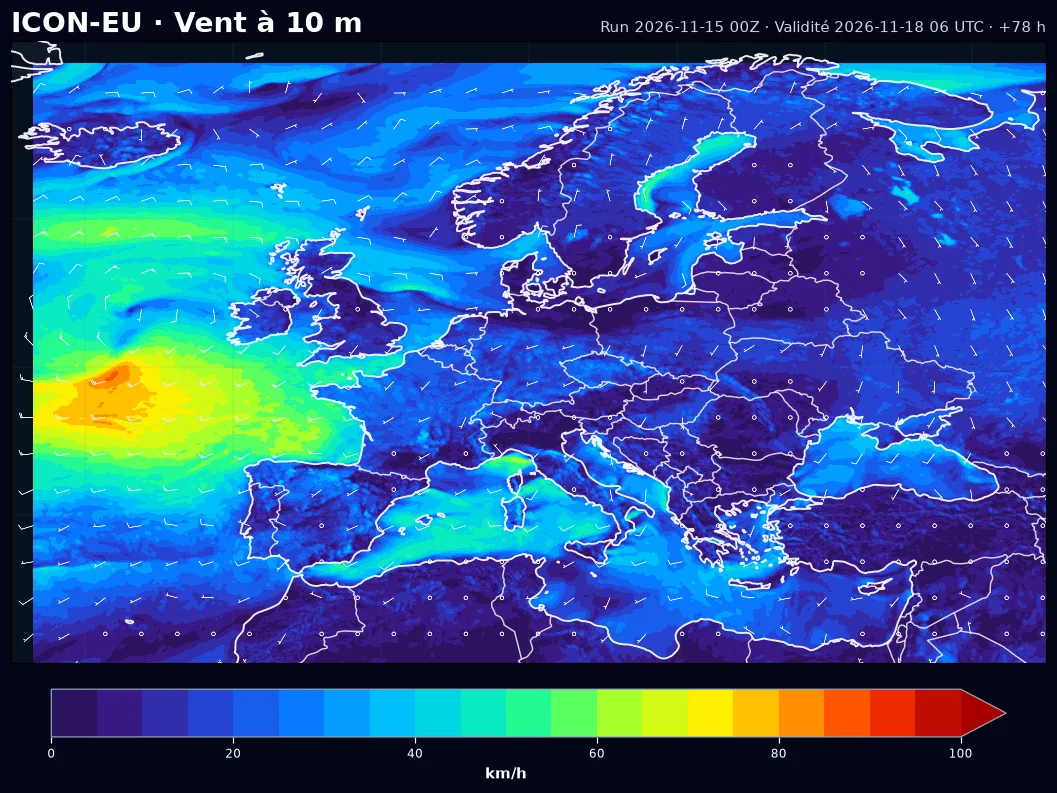 ICON-EU · Vent à 10 m
Run 2026-11-15 00Z · Validité 2026-11-18 06 UTC · +78 h
0 20 40 60 80 100
km/h